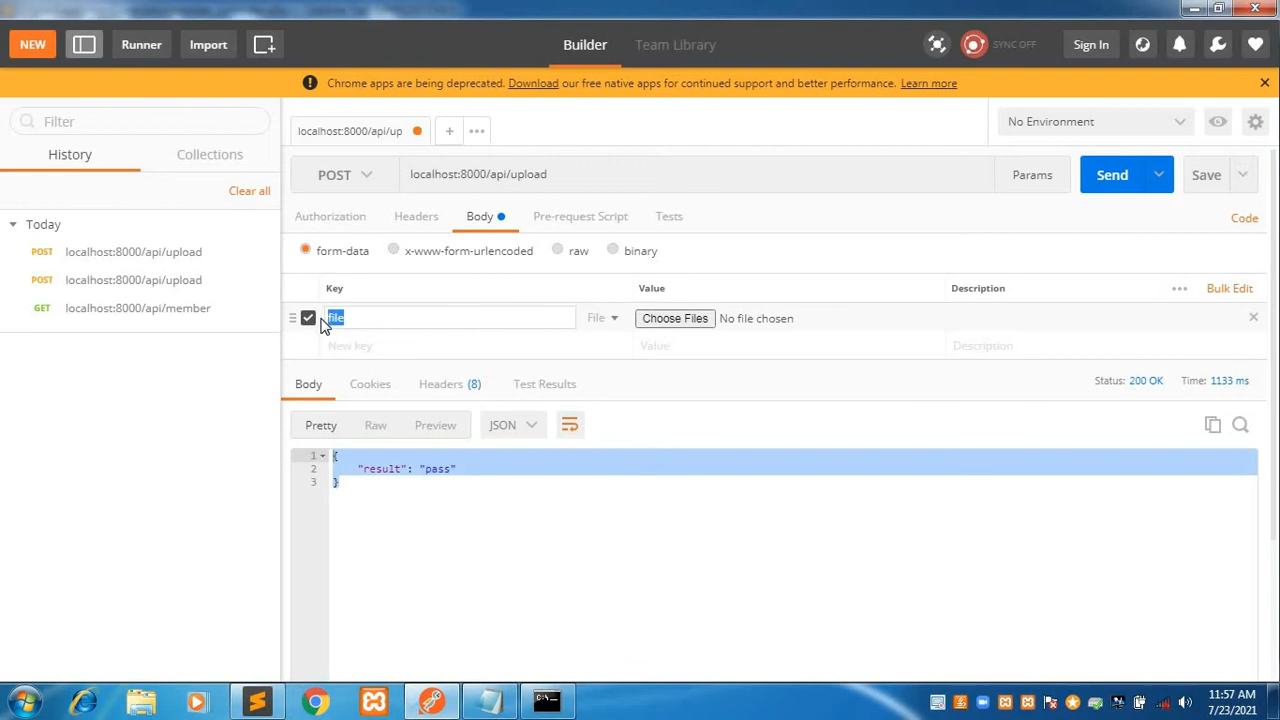 NEW
Runner
Import
Builder
Team Library
SYNC OFF
Sign In
Chrome apps are being deprecated. Download our free native apps for continued support and better performance. Learn more
Filter
History
Collections
Clear all
Today
POST localhost:8000/api/upload
POST localhost:8000/api/upload
GET localhost:8000/api/member
localhost:8000/api/up
No Environment
POST
localhost:8000/api/upload
Params
Send
Save
Authorization
Headers
Body
Pre-request Script
Tests
Code
form-data
x-www-form-urlencoded
raw
binary
Key
Value
Description
Bulk Edit
file
File
Choose Files
No file chosen
New key
Value
Description
Body
Cookies
Headers (8)
Test Results
Status: 200 OK
Time: 1133 ms
Pretty
Raw
Preview
JSON
1 {
2 "result": "pass"
3 }
11:57 AM
7/23/2021